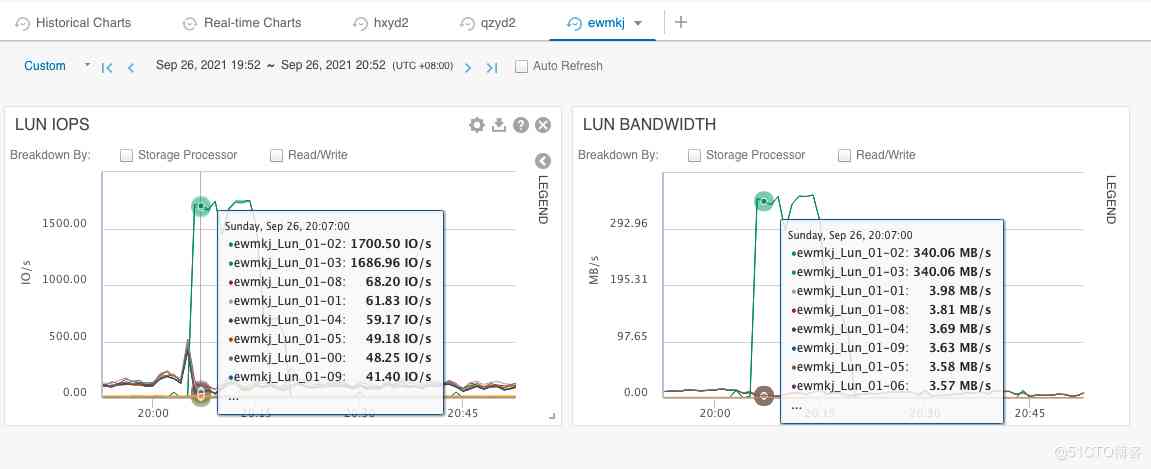 Historical Charts
Real-time Charts
hxyd2
qzyd2
ewmkj
Custom
Sep 26, 2021 19:52 ~ Sep 26, 2021 20:52 (UTC +08:00)
Auto Refresh
LUN IOPS
Breakdown By:
Storage Processor
Read/Write
LEGEND
IO/s
1500.00
1000.00
500.00
0.00
20:00
20:15
20:30
20:45
Sunday, Sep 26, 20:07:00
ewmkj_Lun_01-02: 1700.50 IO/s
ewmkj_Lun_01-03: 1686.96 IO/s
ewmkj_Lun_01-08: 68.20 IO/s
ewmkj_Lun_01-01: 61.83 IO/s
ewmkj_Lun_01-04: 59.17 IO/s
ewmkj_Lun_01-05: 49.18 IO/s
ewmkj_Lun_01-00: 48.25 IO/s
ewmkj_Lun_01-09: 41.40 IO/s
...
LUN BANDWIDTH
Breakdown By:
Storage Processor
Read/Write
LEGEND
MB/s
292.96
195.31
97.65
0.00
20:00
20:15
20:30
20:45
Sunday, Sep 26, 20:07:00
ewmkj_Lun_01-02: 340.06 MB/s
ewmkj_Lun_01-03: 340.06 MB/s
ewmkj_Lun_01-01: 3.98 MB/s
ewmkj_Lun_01-08: 3.81 MB/s
ewmkj_Lun_01-04: 3.69 MB/s
ewmkj_Lun_01-09: 3.63 MB/s
ewmkj_Lun_01-05: 3.58 MB/s
ewmkj_Lun_01-06: 3.57 MB/s
...
@51CTO博客